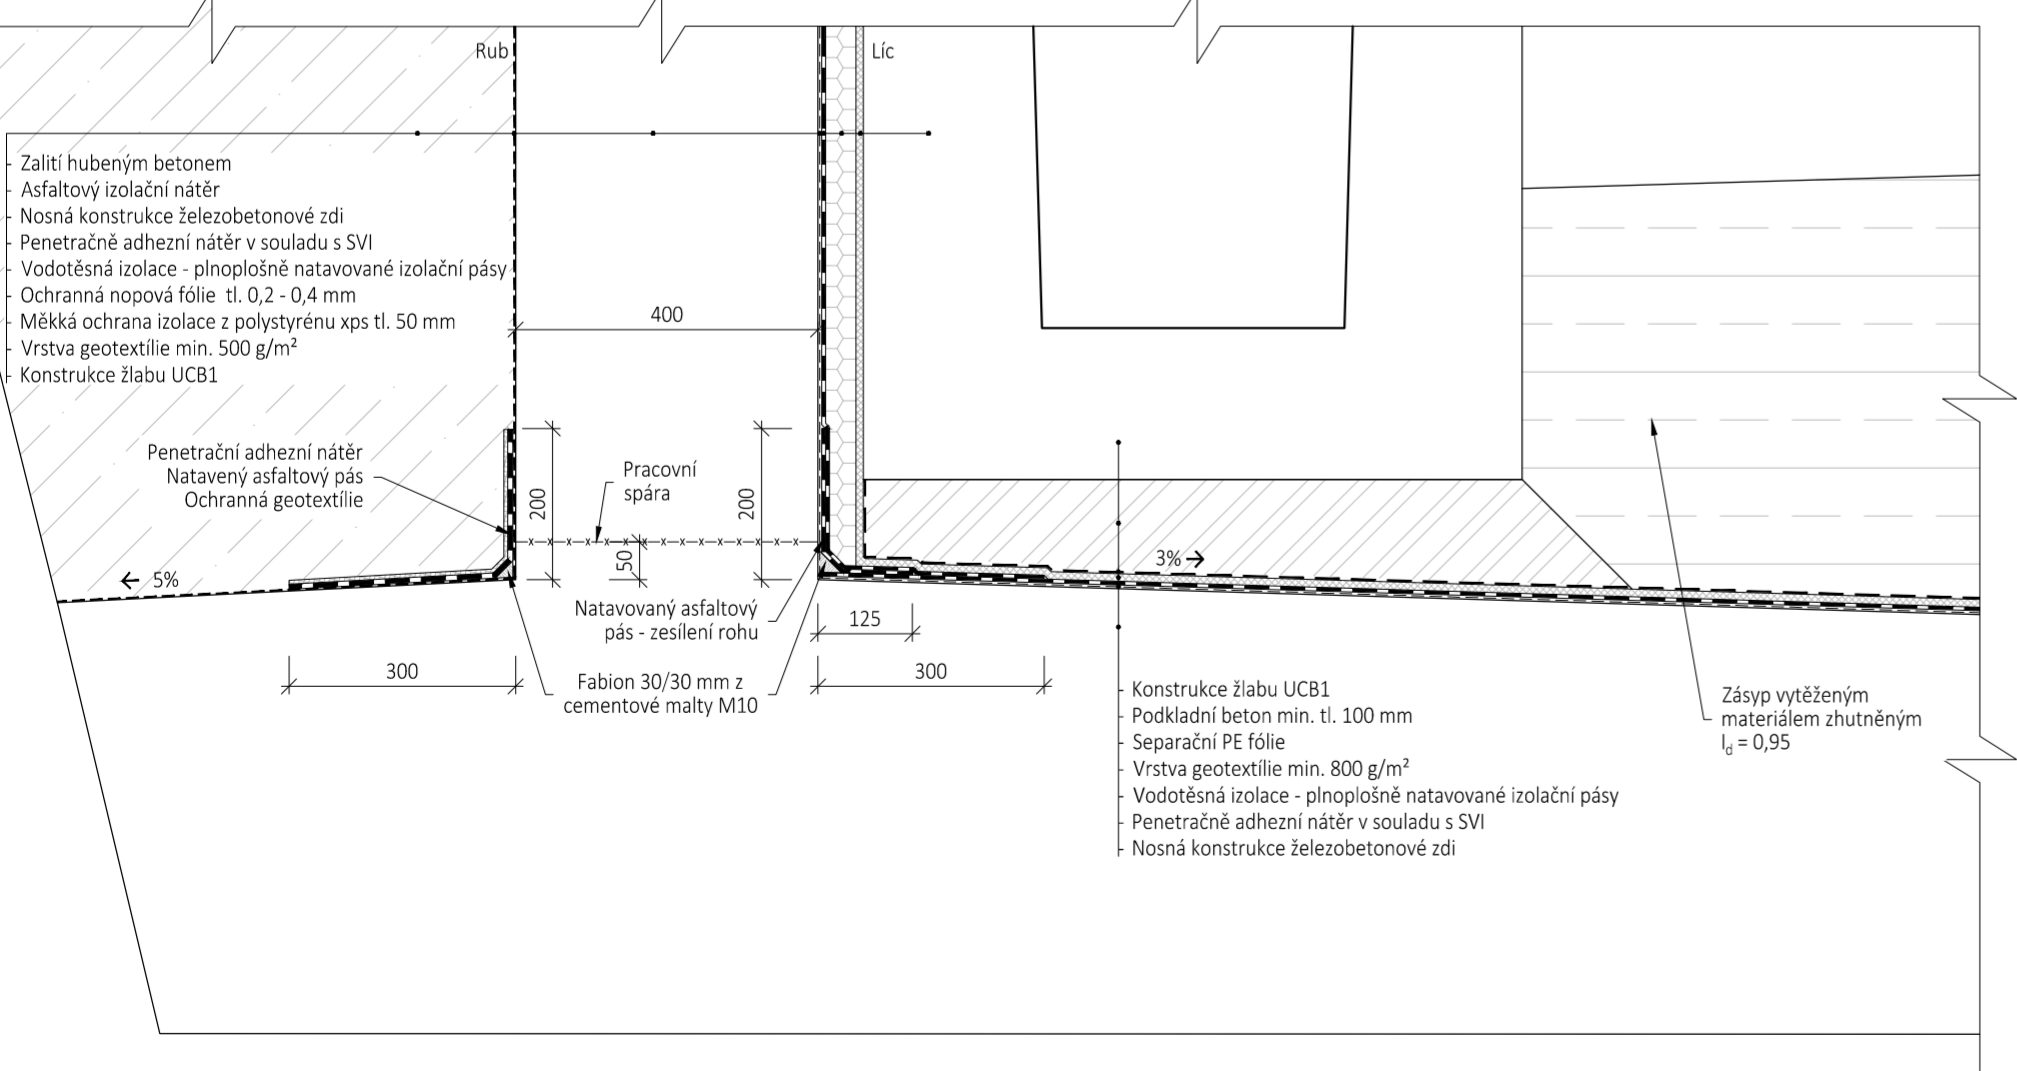 Rub
Líc
Zalití hubeným betonem
Asfaltový izolační nátěr
Nosná konstrukce železobetonové zdi
Penetračně adhezní nátěr v souladu s SVI
Vodotěsná izolace - plnoplošně natavované izolační pásy
Ochranná nopová fólie tl. 0,2 - 0,4 mm
Měkká ochrana izolace z polystyrénu xps tl. 50 mm
Vrstva geotextílie min. 500 g/m²
Konstrukce žlabu UCB1
400
Penetrační adhezní nátěr
Natavený asfaltový pás
Ochranná geotextílie
200
Pracovní
spára
200
50
← 5%
3% →
Natavovaný asfaltový
pás - zesílení rohu
125
300
Fabion 30/30 mm z
cementové malty M10
300
Konstrukce žlabu UCB1
Podkladní beton min. tl. 100 mm
Separační PE fólie
Vrstva geotextílie min. 800 g/m²
Vodotěsná izolace - plnoplošně natavované izolační pásy
Penetračně adhezní nátěr v souladu s SVI
Nosná konstrukce železobetonové zdi
Zásyp vytěženým
materiálem zhutněným
I_d = 0,95